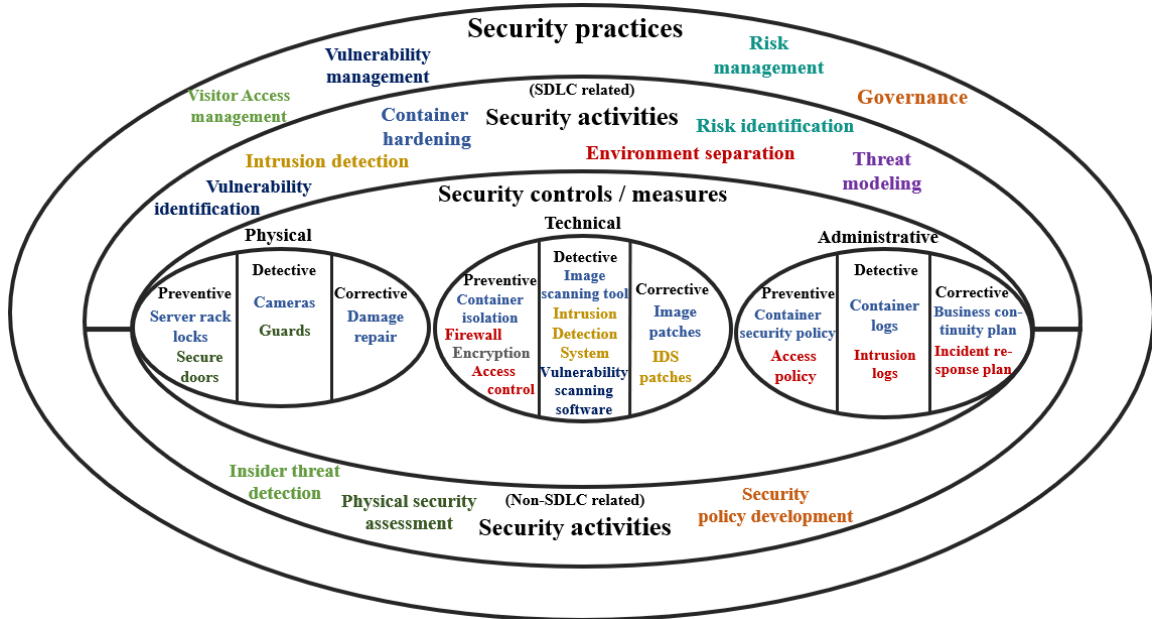 Security practices
Vulnerability
management
Risk
management
Visitor Access
management
Governance
(SDLC related)
Security activities
Container
hardening
Risk identification
Intrusion detection
Environment separation
Threat
modeling
Vulnerability
identification
Security controls / measures
Physical
Preventive
Server rack
locks
Secure
doors
Detective
Cameras
Guards
Corrective
Damage
repair
Technical
Preventive
Container
isolation
Firewall
Encryption
Access
control
Detective
Image
scanning tool
Intrusion
Detection
System
Vulnerability
scanning
software
Corrective
Image
patches
IDS
patches
Administrative
Preventive
Container
security policy
Access
policy
Detective
Container
logs
Intrusion
logs
Corrective
Business con-
tinuity plan
Incident re-
sponse plan
Insider threat
detection
Physical security
assessment
(Non-SDLC related)
Security activities
Security
policy development